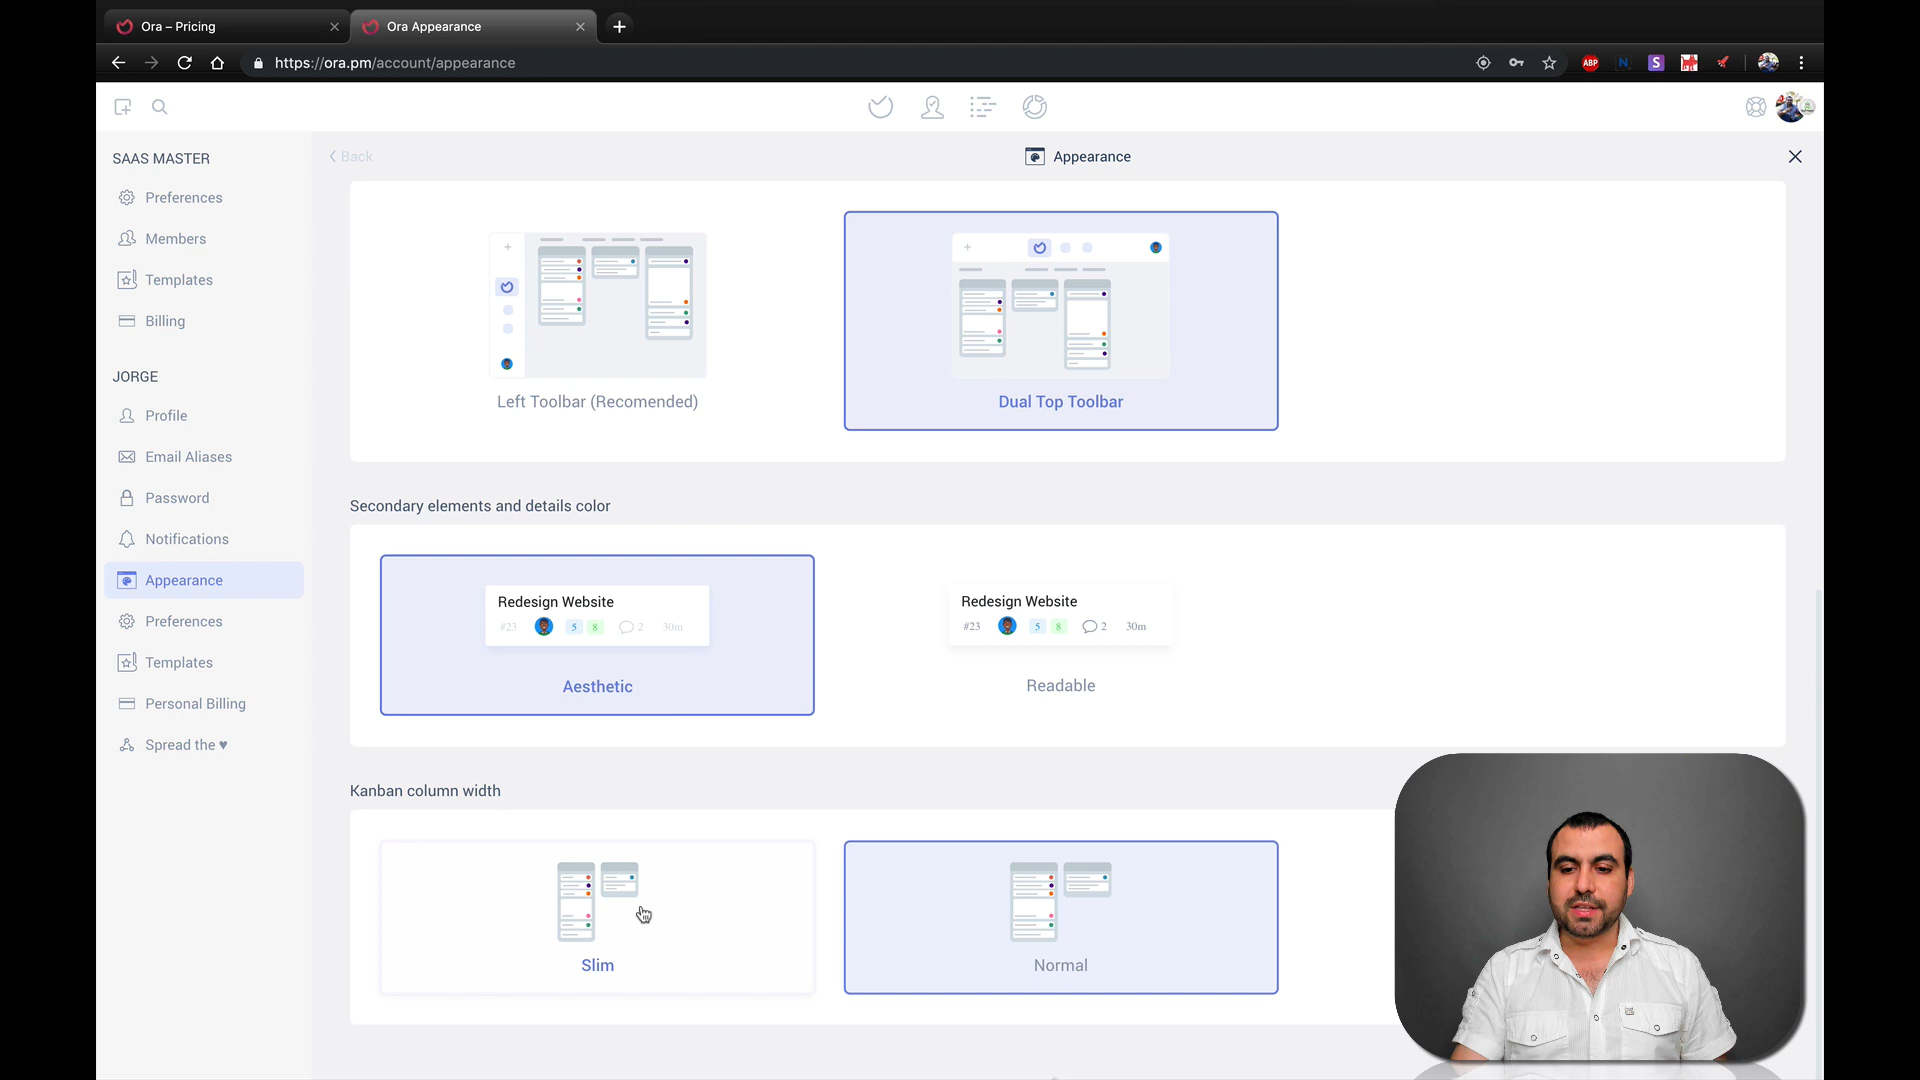 Ora – Pricing
Ora Appearance
https://ora.pm/account/appearance
ABP
N
S
SAAS MASTER
Preferences
Members
Templates
Billing
JORGE
Profile
Email Aliases
Password
Notifications
Appearance
Preferences
Templates
Personal Billing
Spread the ♥
Back
Appearance
Left Toolbar (Recomended)
Dual Top Toolbar
Secondary elements and details color
Redesign Website
#23 5 8 2 30m
Aesthetic
Redesign Website
#23 5 8 2 30m
Readable
Kanban column width
Slim
Normal